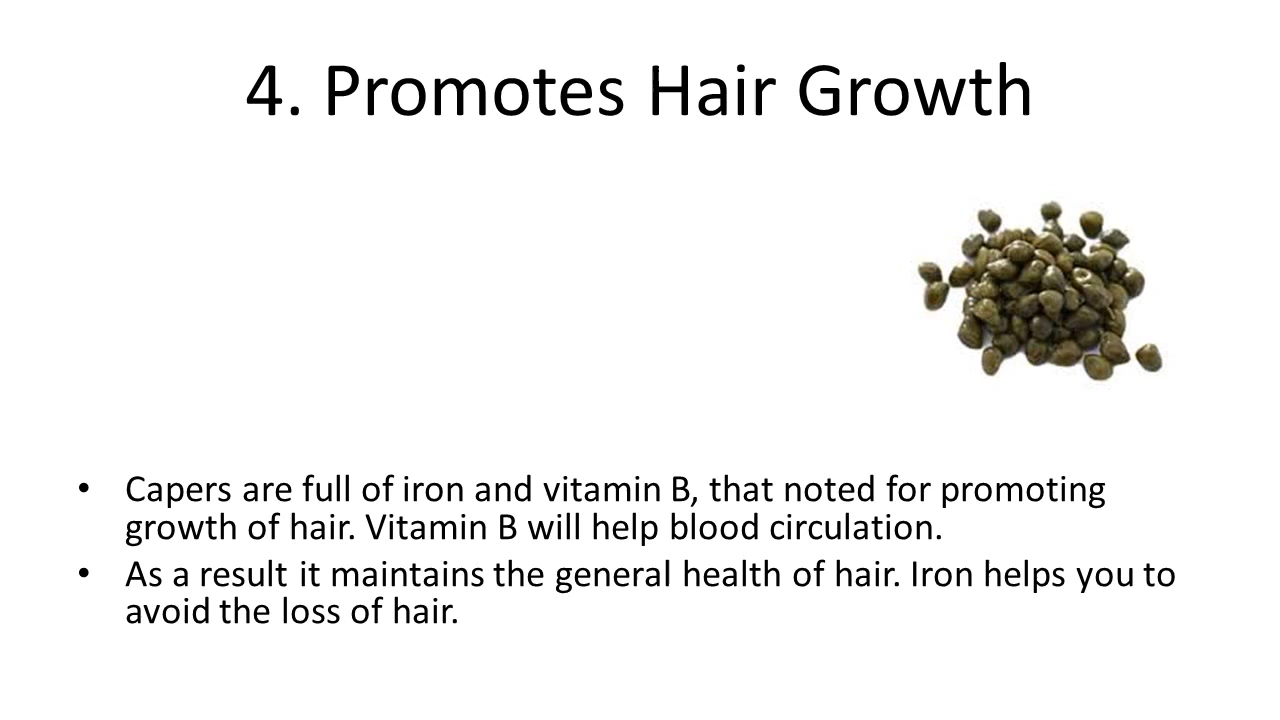 4. Promotes Hair Growth
• Capers are full of iron and vitamin B, that noted for promoting
growth of hair. Vitamin B will help blood circulation.
• As a result it maintains the general health of hair. Iron helps you to
avoid the loss of hair.